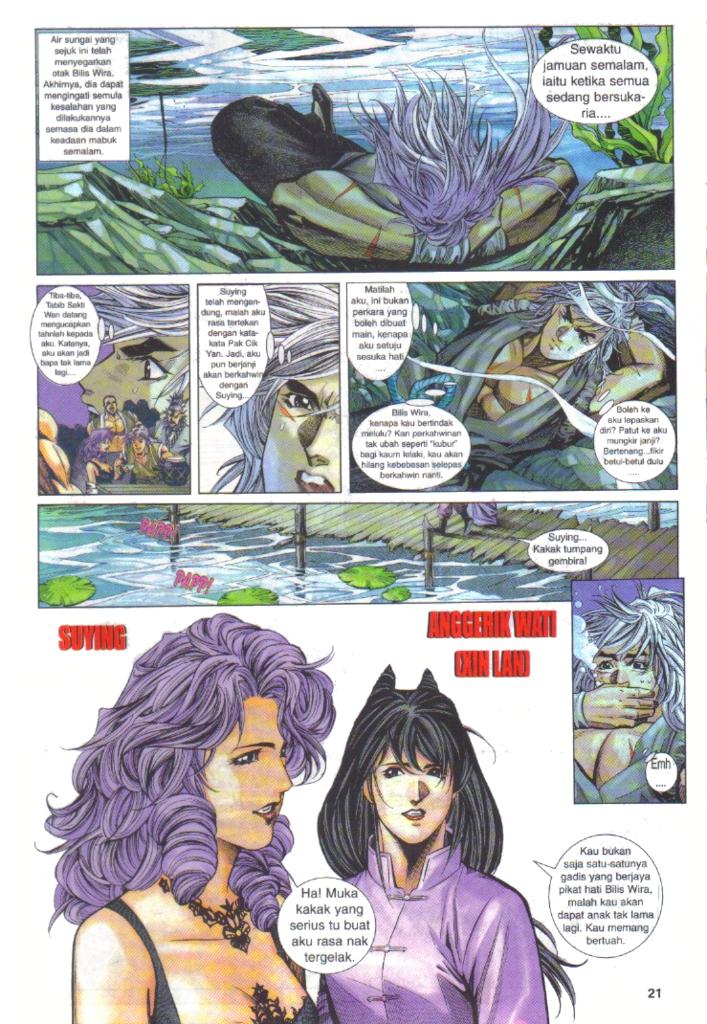 Air sungai yang
sejuk ini telah
menyegarkan
otak Bilis Wira.
Akhirnya, dia dapat
mengingati semula
kesalahan yang
dilakukannya
semasa dia dalam
keadaan mabuk
semalam.
Sewaktu
jamuan semalam,
iaitu ketika semua
sedang bersuka-
ria....
Tiba-tiba,
Tabib Sakti
Wan datang
mengucapkan
tahniah kepada
aku. Katanya,
aku akan jadi
bapa tak lama
lagi....
Suying
telah mengan-
dung, malah aku
rasa tertekan
dengan kata-
kata Pak Cik
Yan. Jadi, aku
pun berjanji
akan berkahwin
dengan
Suying...
Matilah
aku, ini bukan
perkara yang
boleh dibuat
main, kenapa
aku setuju
sesuka hati
....
Bilis Wira,
kenapa kau bertindak
melulu? Kan perkahwinan
tak ubah seperti "kubur"
bagi kaum lelaki, kau akan
hilang kebebasan selepas
berkahwin nanti.
Boleh ke
aku lepaskan
diri? Patut ke aku
mungkir janji?
Bertenang...fikir
betul-betul dulu
.....
PAPP!
PAPP!
Suying...
Kakak tumpang
gembira!
SUYING
ANGGERIK WATI
(XIN LAN)
Emh
....
Ha! Muka
kakak yang
serius tu buat
aku rasa nak
tergelak.
Kau bukan
saja satu-satunya
gadis yang berjaya
pikat hati Bilis Wira,
malah kau akan
dapat anak tak lama
lagi. Kau memang
bertuah.
21